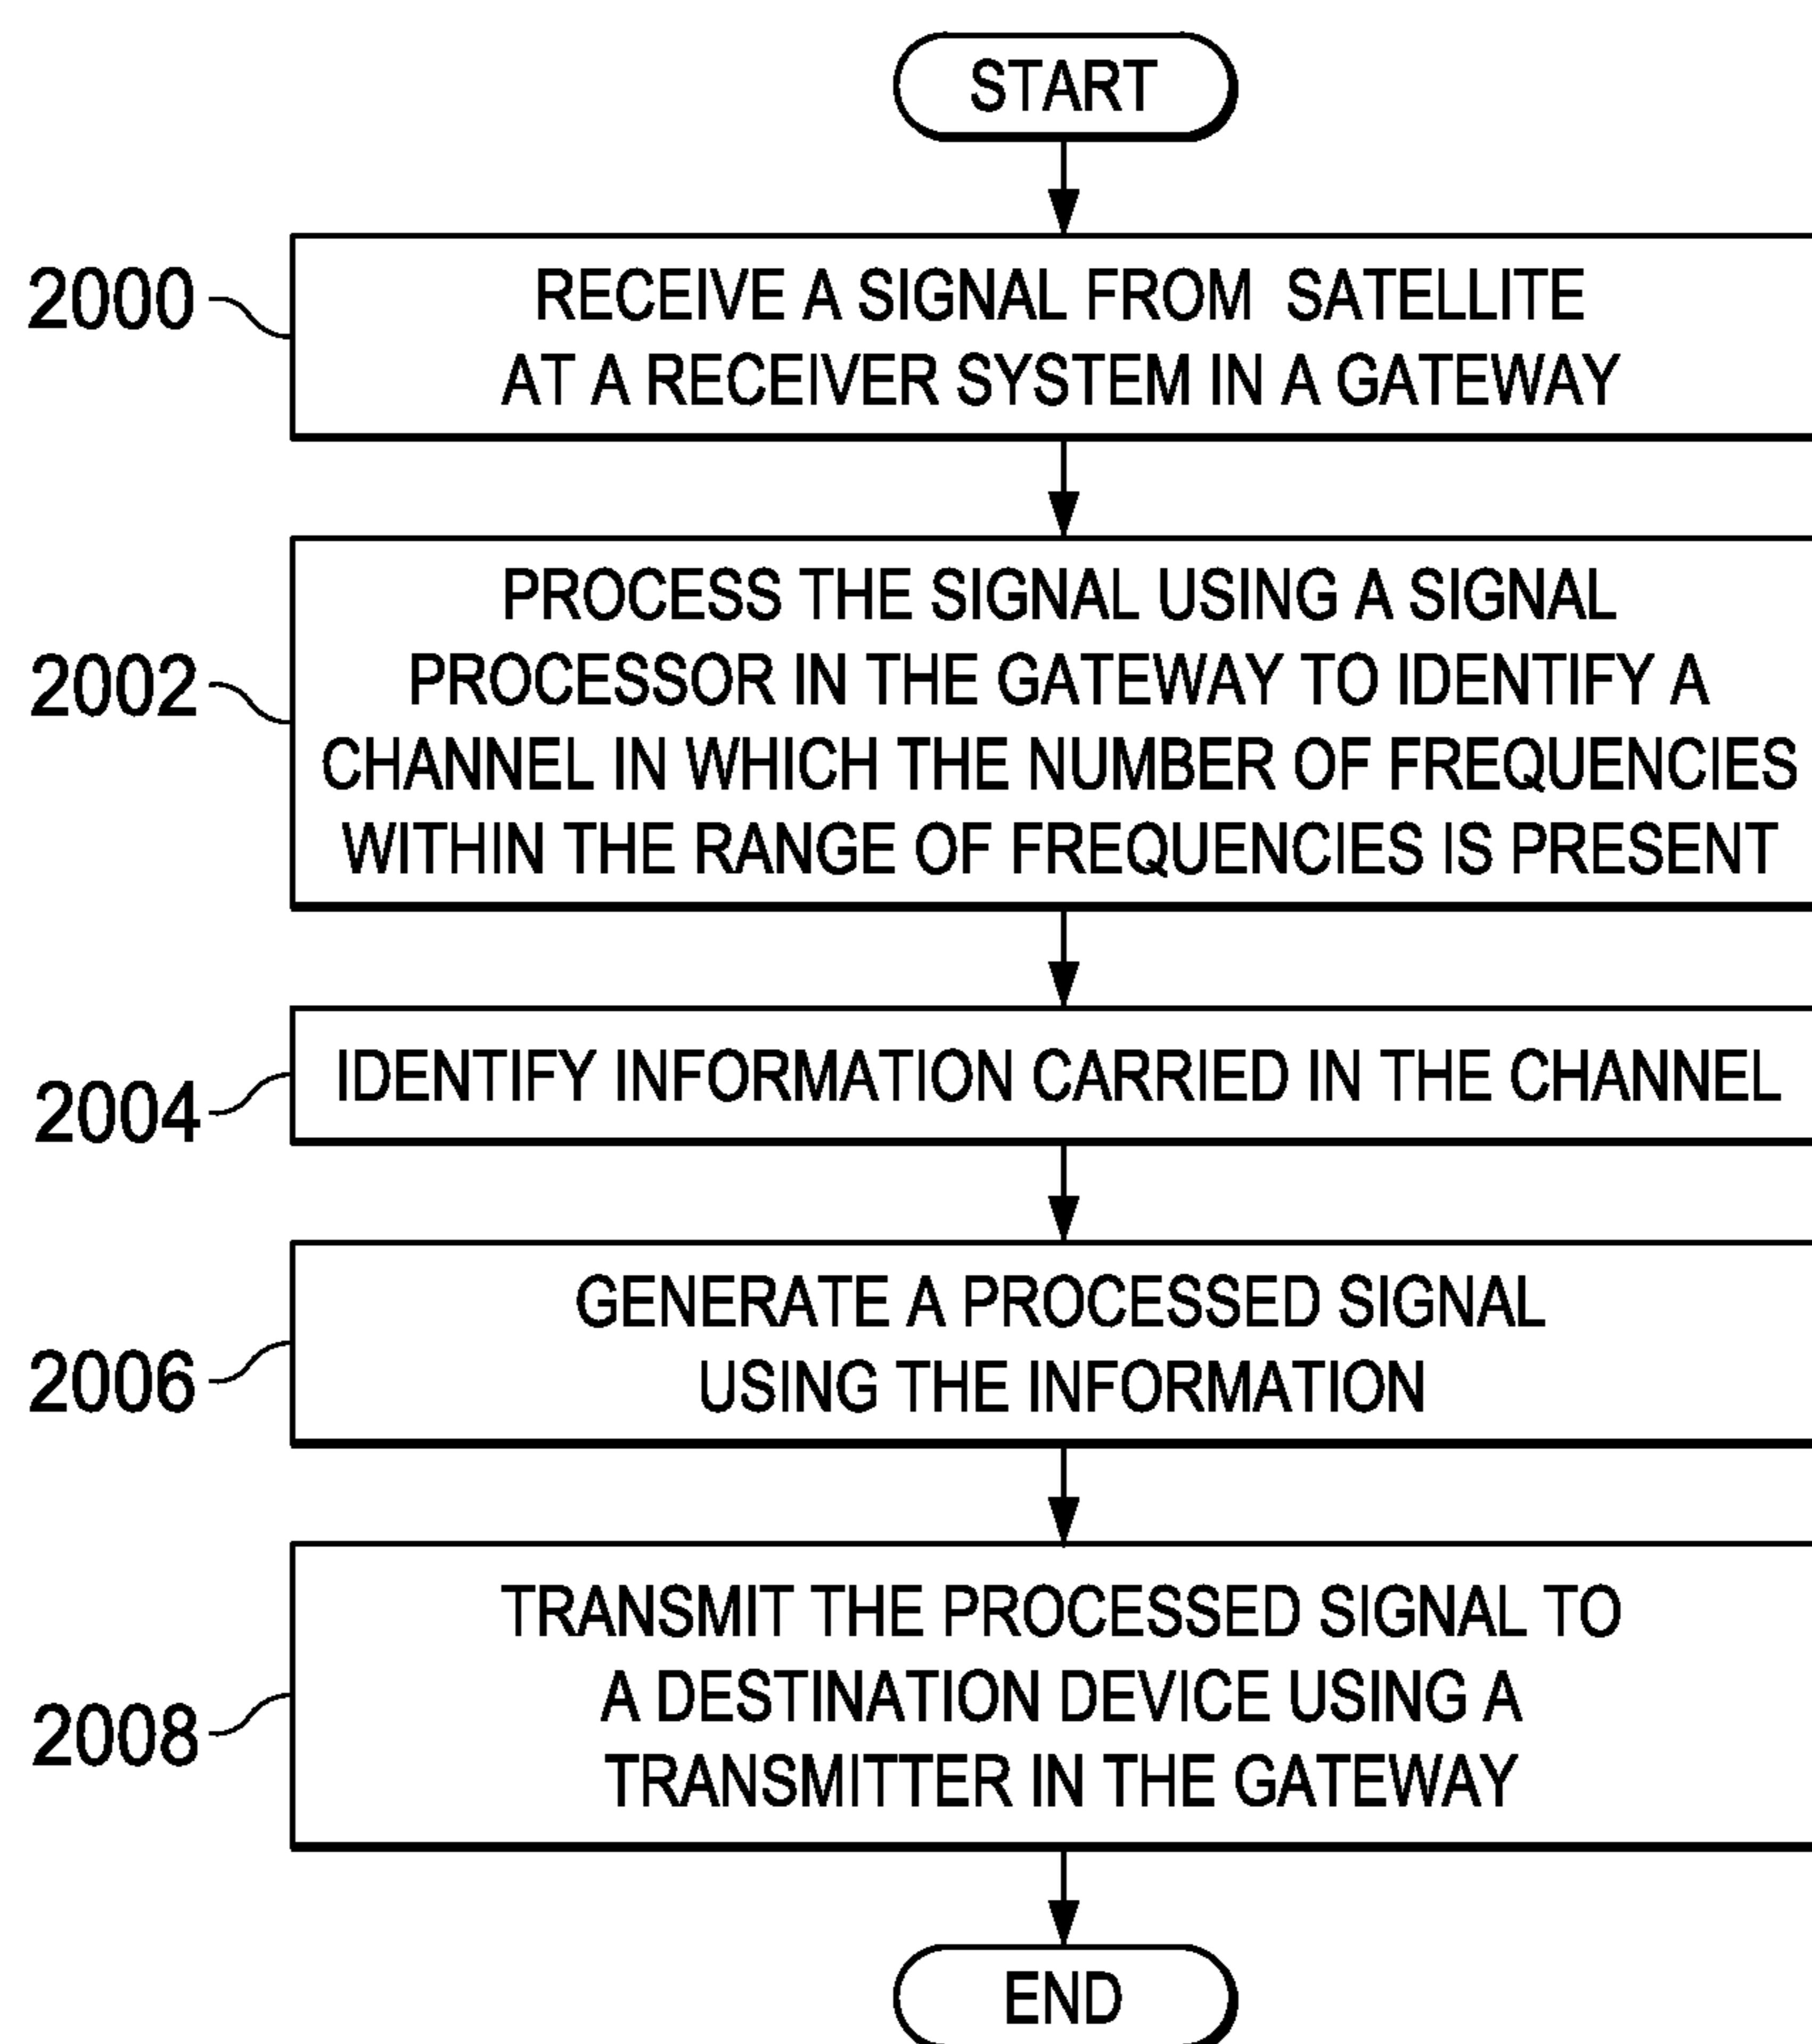 START
2000
RECEIVE A SIGNAL FROM SATELLITE
AT A RECEIVER SYSTEM IN A GATEWAY
2002
PROCESS THE SIGNAL USING A SIGNAL
PROCESSOR IN THE GATEWAY TO IDENTIFY A
CHANNEL IN WHICH THE NUMBER OF FREQUENCIES
WITHIN THE RANGE OF FREQUENCIES IS PRESENT
2004
IDENTIFY INFORMATION CARRIED IN THE CHANNEL
2006
GENERATE A PROCESSED SIGNAL
USING THE INFORMATION
2008
TRANSMIT THE PROCESSED SIGNAL TO
A DESTINATION DEVICE USING A
TRANSMITTER IN THE GATEWAY
END